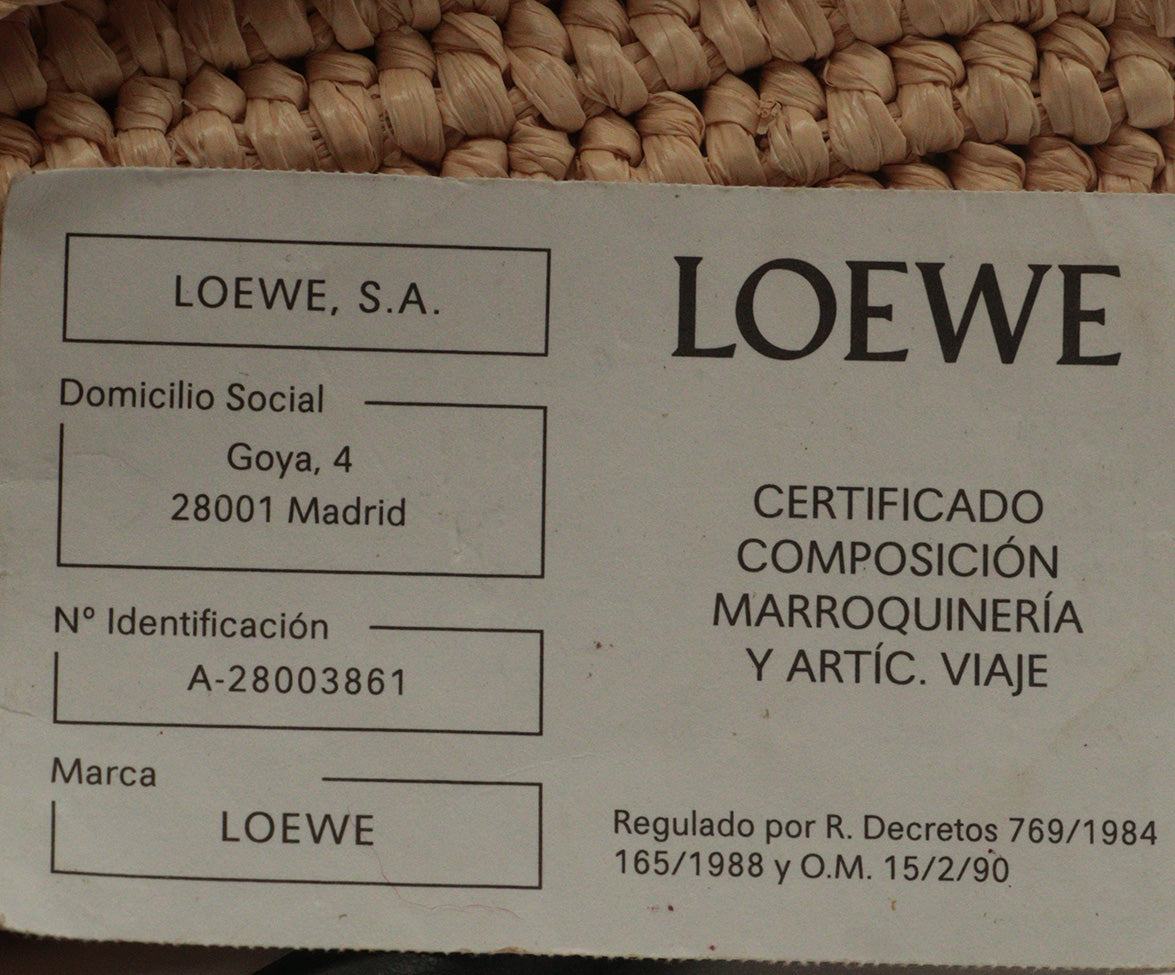 LOEWE, S.A.
Domicilio Social
Goya, 4
28001 Madrid
Nº Identificación
A-28003861
Marca
LOEWE
LOEWE
CERTIFICADO
COMPOSICIÓN
MARROQUINERÍA
Y ARTÍC. VIAJE
Regulado por R. Decretos 769/1984
165/1988 y O.M. 15/2/90